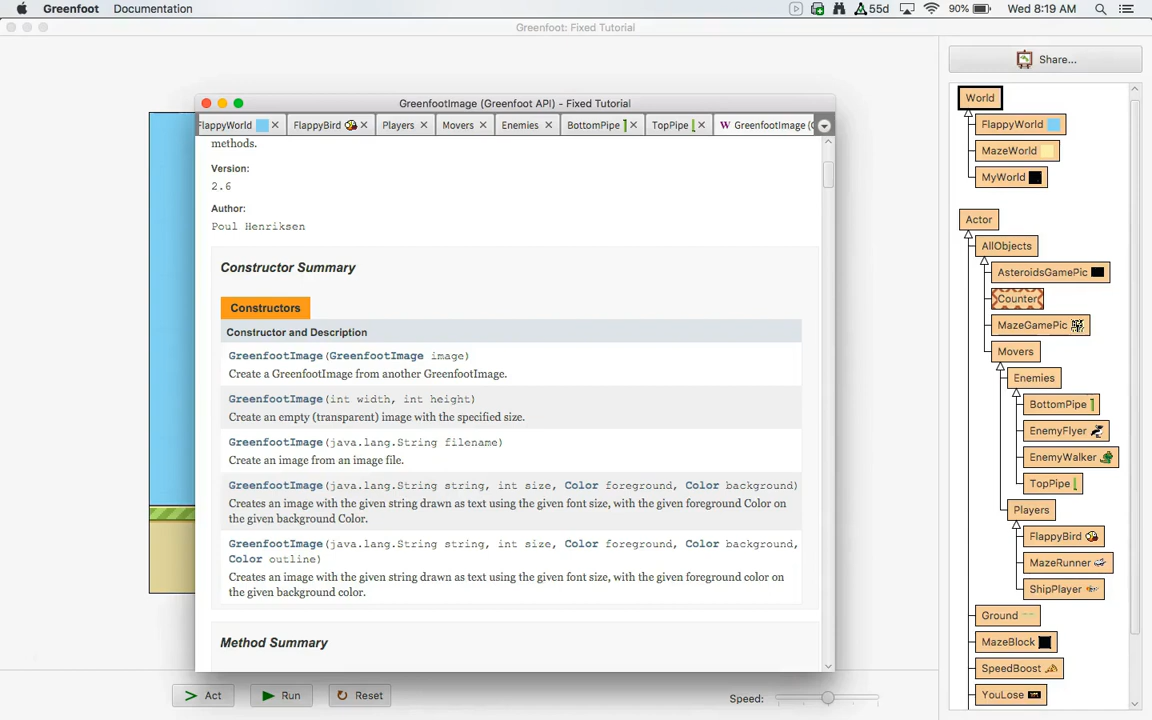 Greenfoot Documentation 55d 90% Wed 8:19 AM
Greenfoot: Fixed Tutorial
Share...
GreenfootImage (Greenfoot API) - Fixed Tutorial
FlappyWorld FlappyBird Players Movers Enemies BottomPipe TopPipe W GreenfootImage (
methods.
Version:
2.6
Author:
Poul Henriksen
Constructor Summary
Constructors
Constructor and Description
GreenfootImage(GreenfootImage image)
Create a GreenfootImage from another GreenfootImage.
GreenfootImage(int width, int height)
Create an empty (transparent) image with the specified size.
GreenfootImage(java.lang.String filename)
Create an image from an image file.
GreenfootImage(java.lang.String string, int size, Color foreground, Color background)
Creates an image with the given string drawn as text using the given font size, with the given foreground Color on
the given background Color.
GreenfootImage(java.lang.String string, int size, Color foreground, Color background,
Color outline)
Creates an image with the given string drawn as text using the given font size, with the given foreground color on
the given background color.
Method Summary
World
FlappyWorld
MazeWorld
MyWorld
Actor
AllObjects
AsteroidsGamePic
Counter
MazeGamePic
Movers
Enemies
BottomPipe
EnemyFlyer
EnemyWalker
TopPipe
Players
FlappyBird
MazeRunner
ShipPlayer
Ground
MazeBlock
SpeedBoost
YouLose
Act Run Reset Speed: